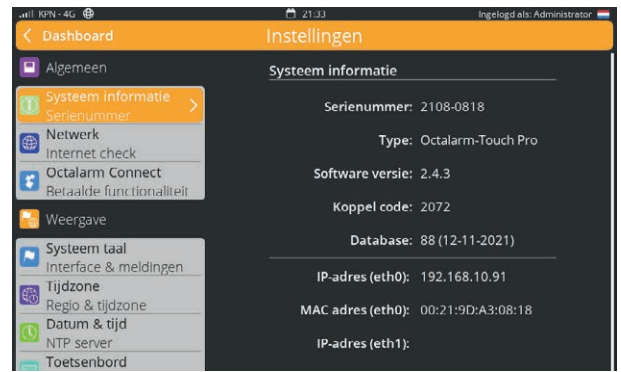 KPN - 4G
21:33
Ingelogd als: Administrator
Dashboard
Instellingen
Algemeen
Systeem informatie
Serienummer
Netwerk
Internet check
Octalarm Connect
Betaalde functionaliteit
Weergave
Systeem taal
Interface & meldingen
Tijdzone
Regio & tijdzone
Datum & tijd
NTP server
Toetsenbord
Systeem informatie
Serienummer: 2108-0818
Type: Octalarm-Touch Pro
Software versie: 2.4.3
Koppel code: 2072
Database: 88 (12-11-2021)
IP-adres (eth0): 192.168.10.91
MAC adres (eth0): 00:21:9D:A3:08:18
IP-adres (eth1):